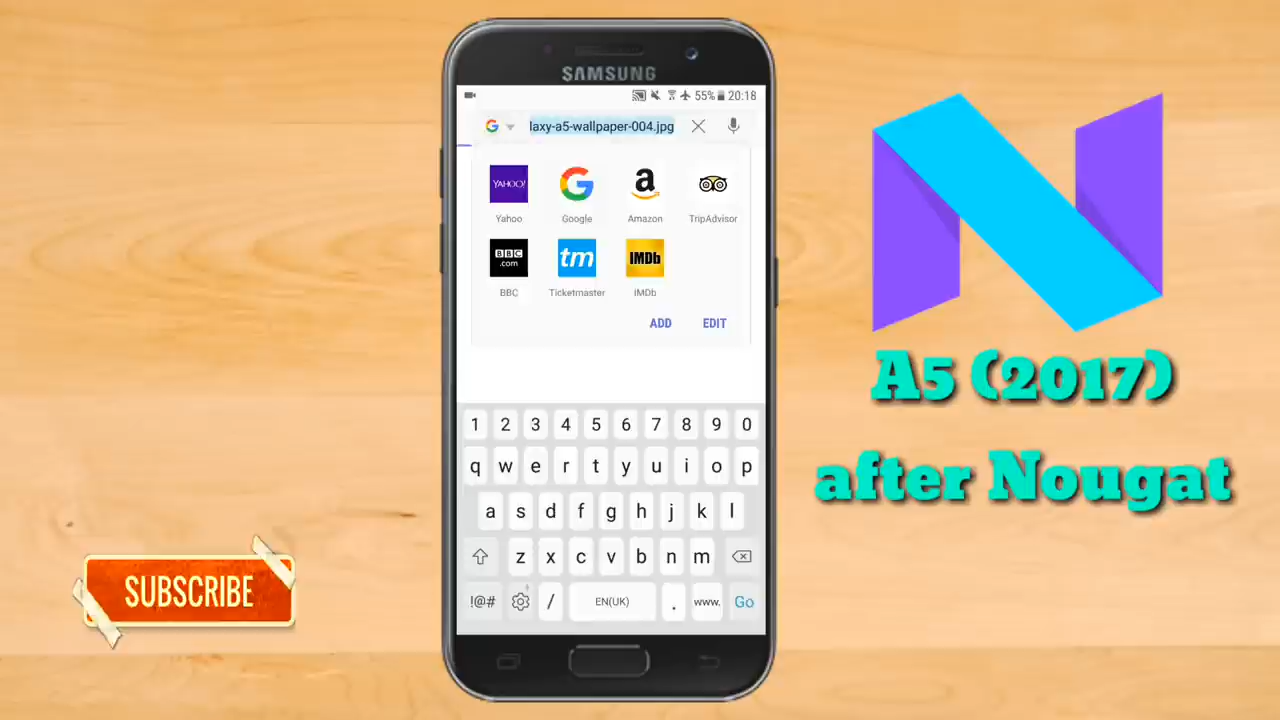 SAMSUNG
55% 20:18
laxy-a5-wallpaper-004.jpg
YAHOO!
a
Yahoo Google Amazon TripAdvisor
BBC .com tm IMDb
BBC Ticketmaster IMDb
ADD EDIT
1 2 3 4 5 6 7 8 9 0
q w e r t y u i o p
a s d f g h j k l
z x c v b n m
!@# / EN(UK) . www. Go
A5 (2017)
after Nougat
SUBSCRIBE